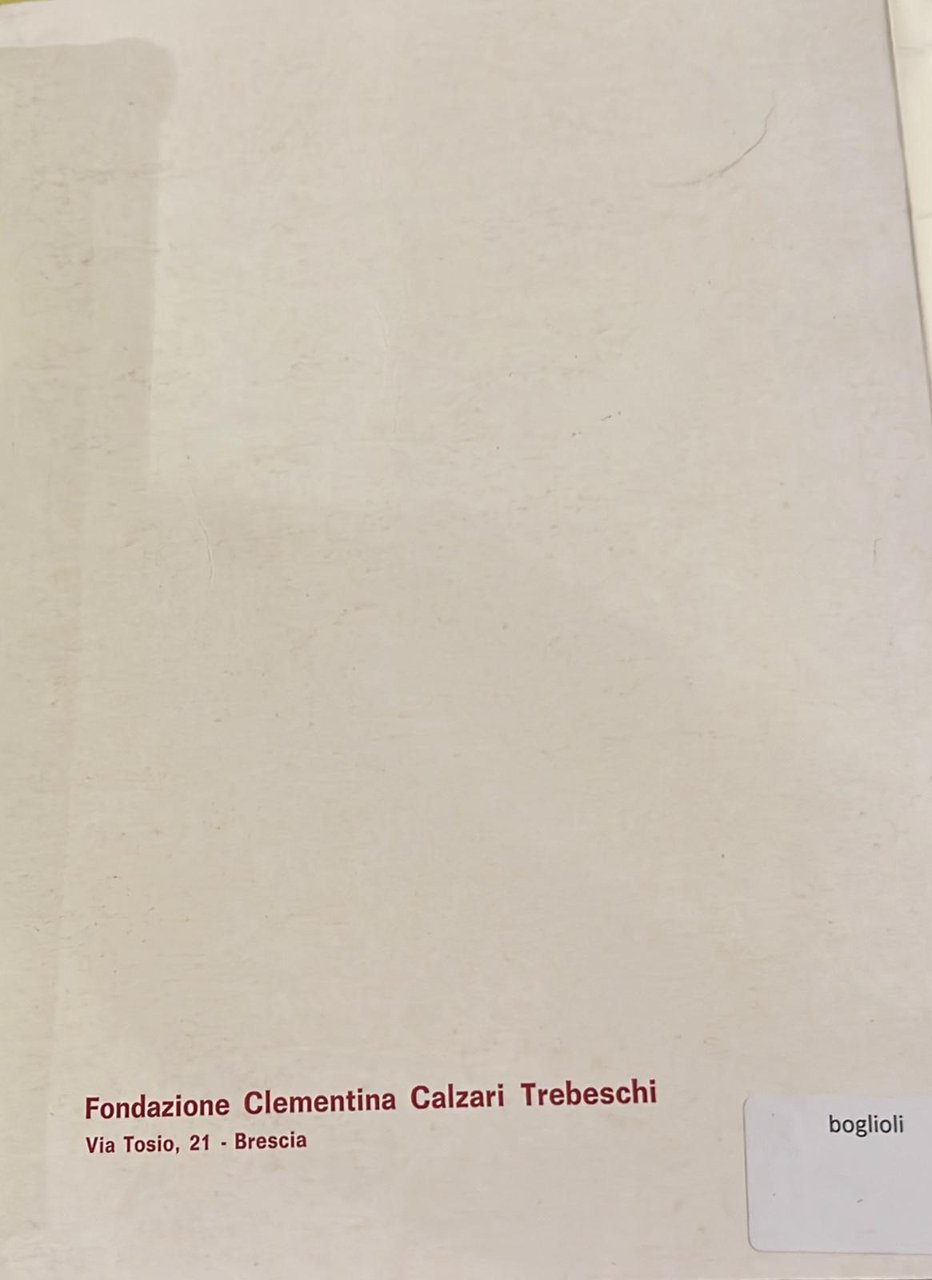 Fondazione Clementina Calzari Trebeschi
Via Tosio, 21 - Brescia
boglioli